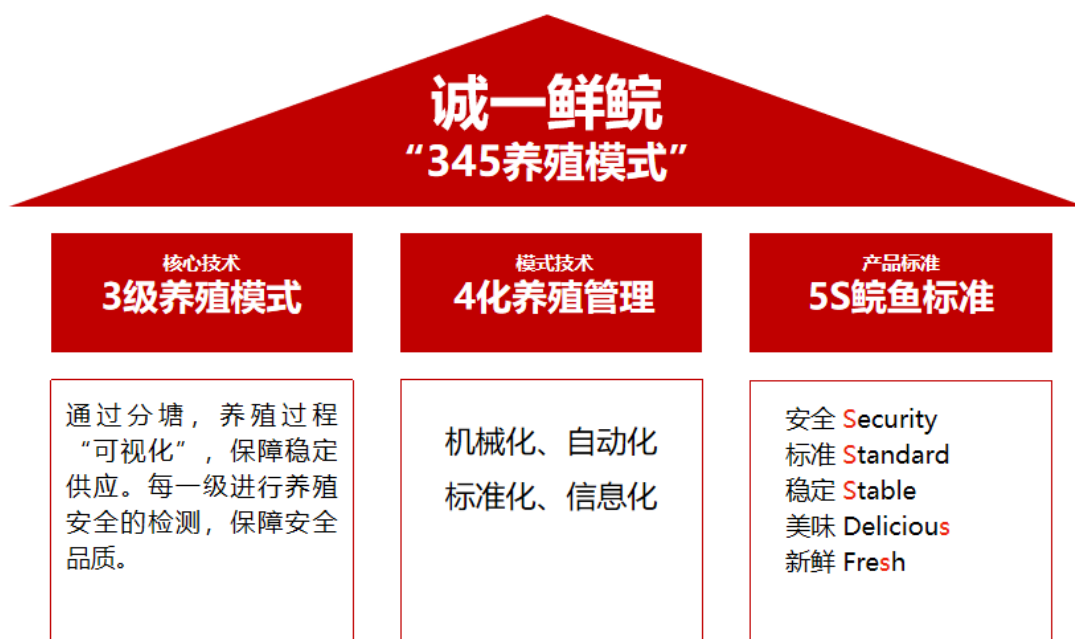 诚一鲜鲩
“345养殖模式”
核心技术
3级养殖模式
通过分塘，养殖过程
“可视化”，保障稳定
供应。每一级进行养殖
安全的检测，保障安全
品质。
模式技术
4化养殖管理
机械化、自动化
标准化、信息化
产品标准
5S鲩鱼标准
安全 Security
标准 Standard
稳定 Stable
美味 Delicious
新鲜 Fresh